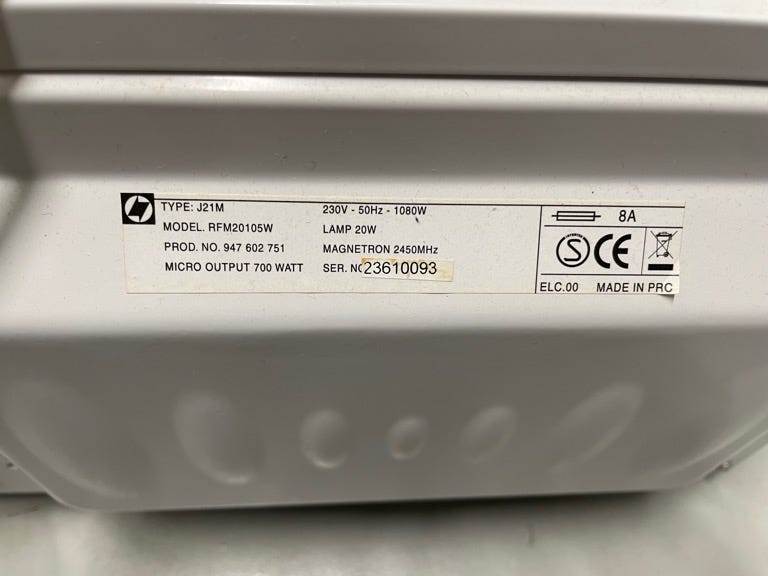 TYPE: J21M
MODEL. RFM20105W
PROD. NO. 947 602 751
MICRO OUTPUT 700 WATT
230V - 50Hz - 1080W
LAMP 20W
MAGNETRON 2450MHz
SER. NO 23610093
8A
S CE
ELC.00 MADE IN PRC